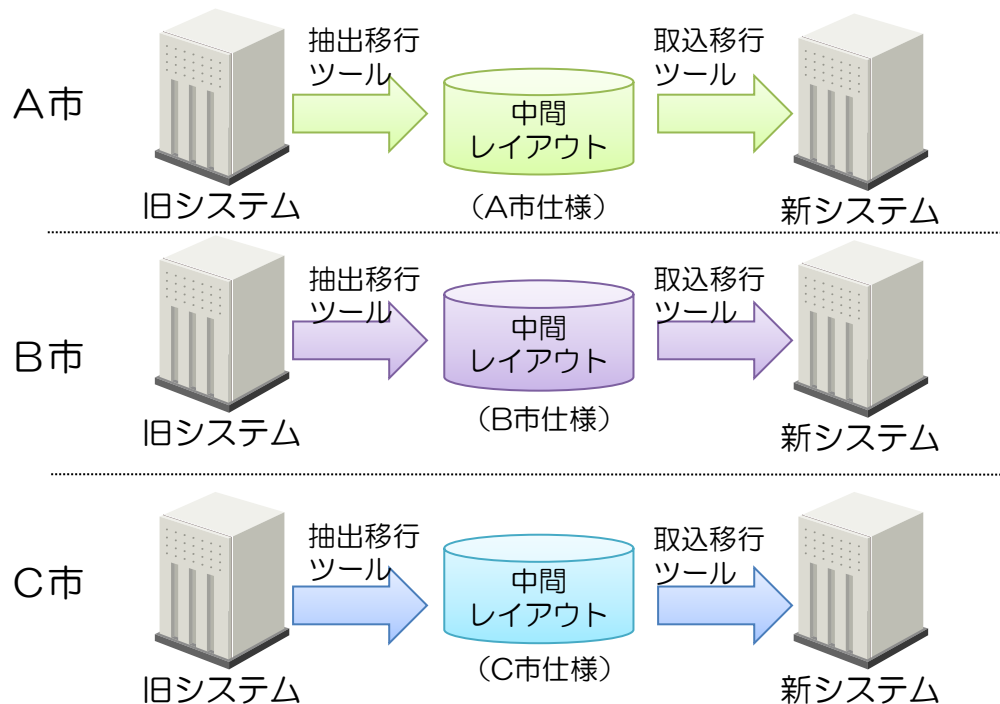 A市
抽出移行
ツール
取込移行
ツール
中間
レイアウト
旧システム
（A市仕様）
新システム
B市
抽出移行
ツール
取込移行
ツール
中間
レイアウト
旧システム
（B市仕様）
新システム
C市
抽出移行
ツール
取込移行
ツール
中間
レイアウト
旧システム
（C市仕様）
新システム